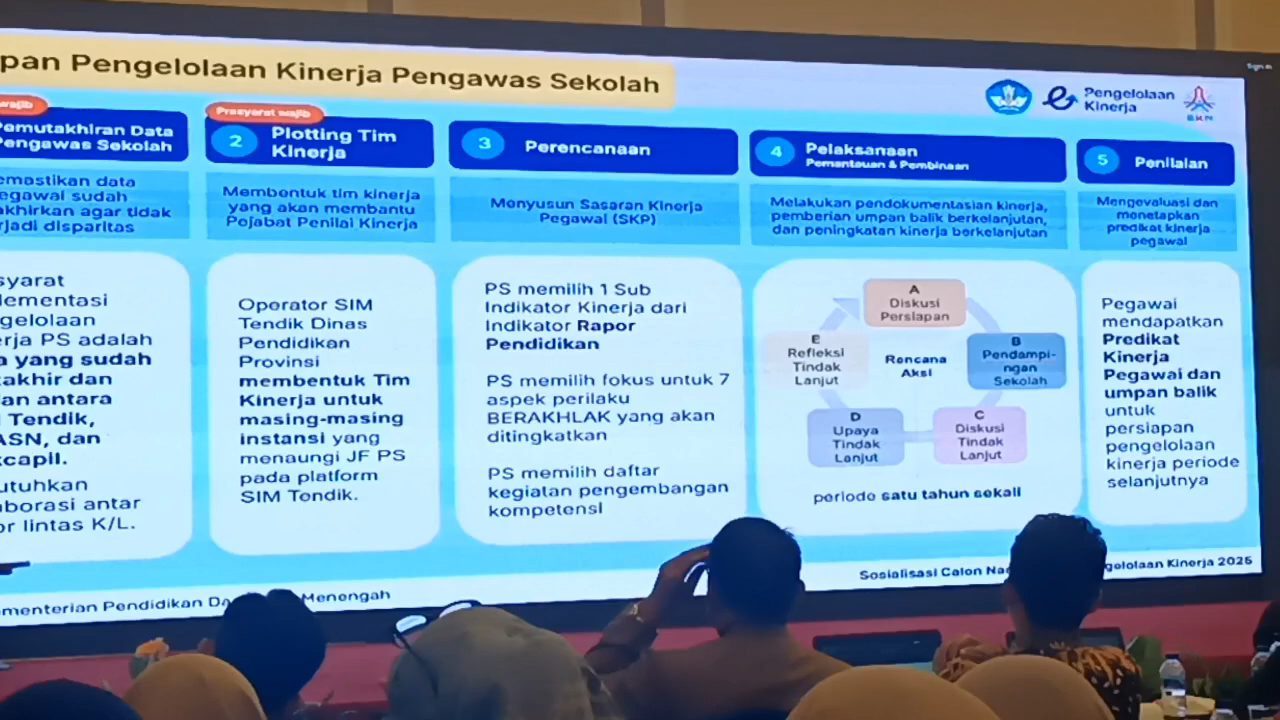 pan Pengelolaan Kinerja Pengawas Sekolah
Sign in
Pengelolaan
Kinerja
BKN
wajib
Pemutakhiran Data
Pengawas Sekolah
emastikan data
egawai sudah
akhirkan agar tidak
rjadi disparitas
syarat
lementasi
gelolaan
erja PS adalah
a yang sudah
akhir dan
an antara
Tendik,
ASN, dan
kcapil.
utuhkan
aborasi antar
or lintas K/L.
Prasyarat wajib
2
Plotting Tim
Kinerja
Membentuk tim kinerja
yang akan membantu
Pejabat Penilai Kinerja
Operator SIM
Tendik Dinas
Pendidikan
Provinsi
membentuk Tim
Kinerja untuk
masing-masing
instansi yang
menaungi JF PS
pada platform
SIM Tendik.
3
Perencanaan
Menyusun Sasaran Kinerja
Pegawai (SKP)
PS memilih 1 Sub
Indikator Kinerja dari
Indikator Rapor
Pendidikan
PS memilih fokus untuk 7
aspek perilaku
BERAKHLAK yang akan
ditingkatkan
PS memilih daftar
kegiatan pengembangan
kompetensi
4
Pelaksanaan
Pemantauan & Pembinaan
Melakukan pendokumentasian kinerja,
pemberian umpan balik berkelanjutan,
dan peningkatan kinerja berkelanjutan
A
Diskusi
Persiapan
B
Pendampi-
ngan
Sekolah
C
Diskusi
Tindak
Lanjut
D
Upaya
Tindak
Lanjut
E
Refleksi
Tindak
Lanjut
Rencana
Aksi
periode satu tahun sekali
5
Penilaian
Mengevaluasi dan
menetapkan
predikat kinerja
pegawai
Pegawai
mendapatkan
Predikat
Kinerja
Pegawai dan
umpan balik
untuk
persiapan
pengelolaan
kinerja periode
selanjutnya
ementerian Pendidikan Da Menengah
Sosialisasi Calon Na gelolaan Kinerja 2025